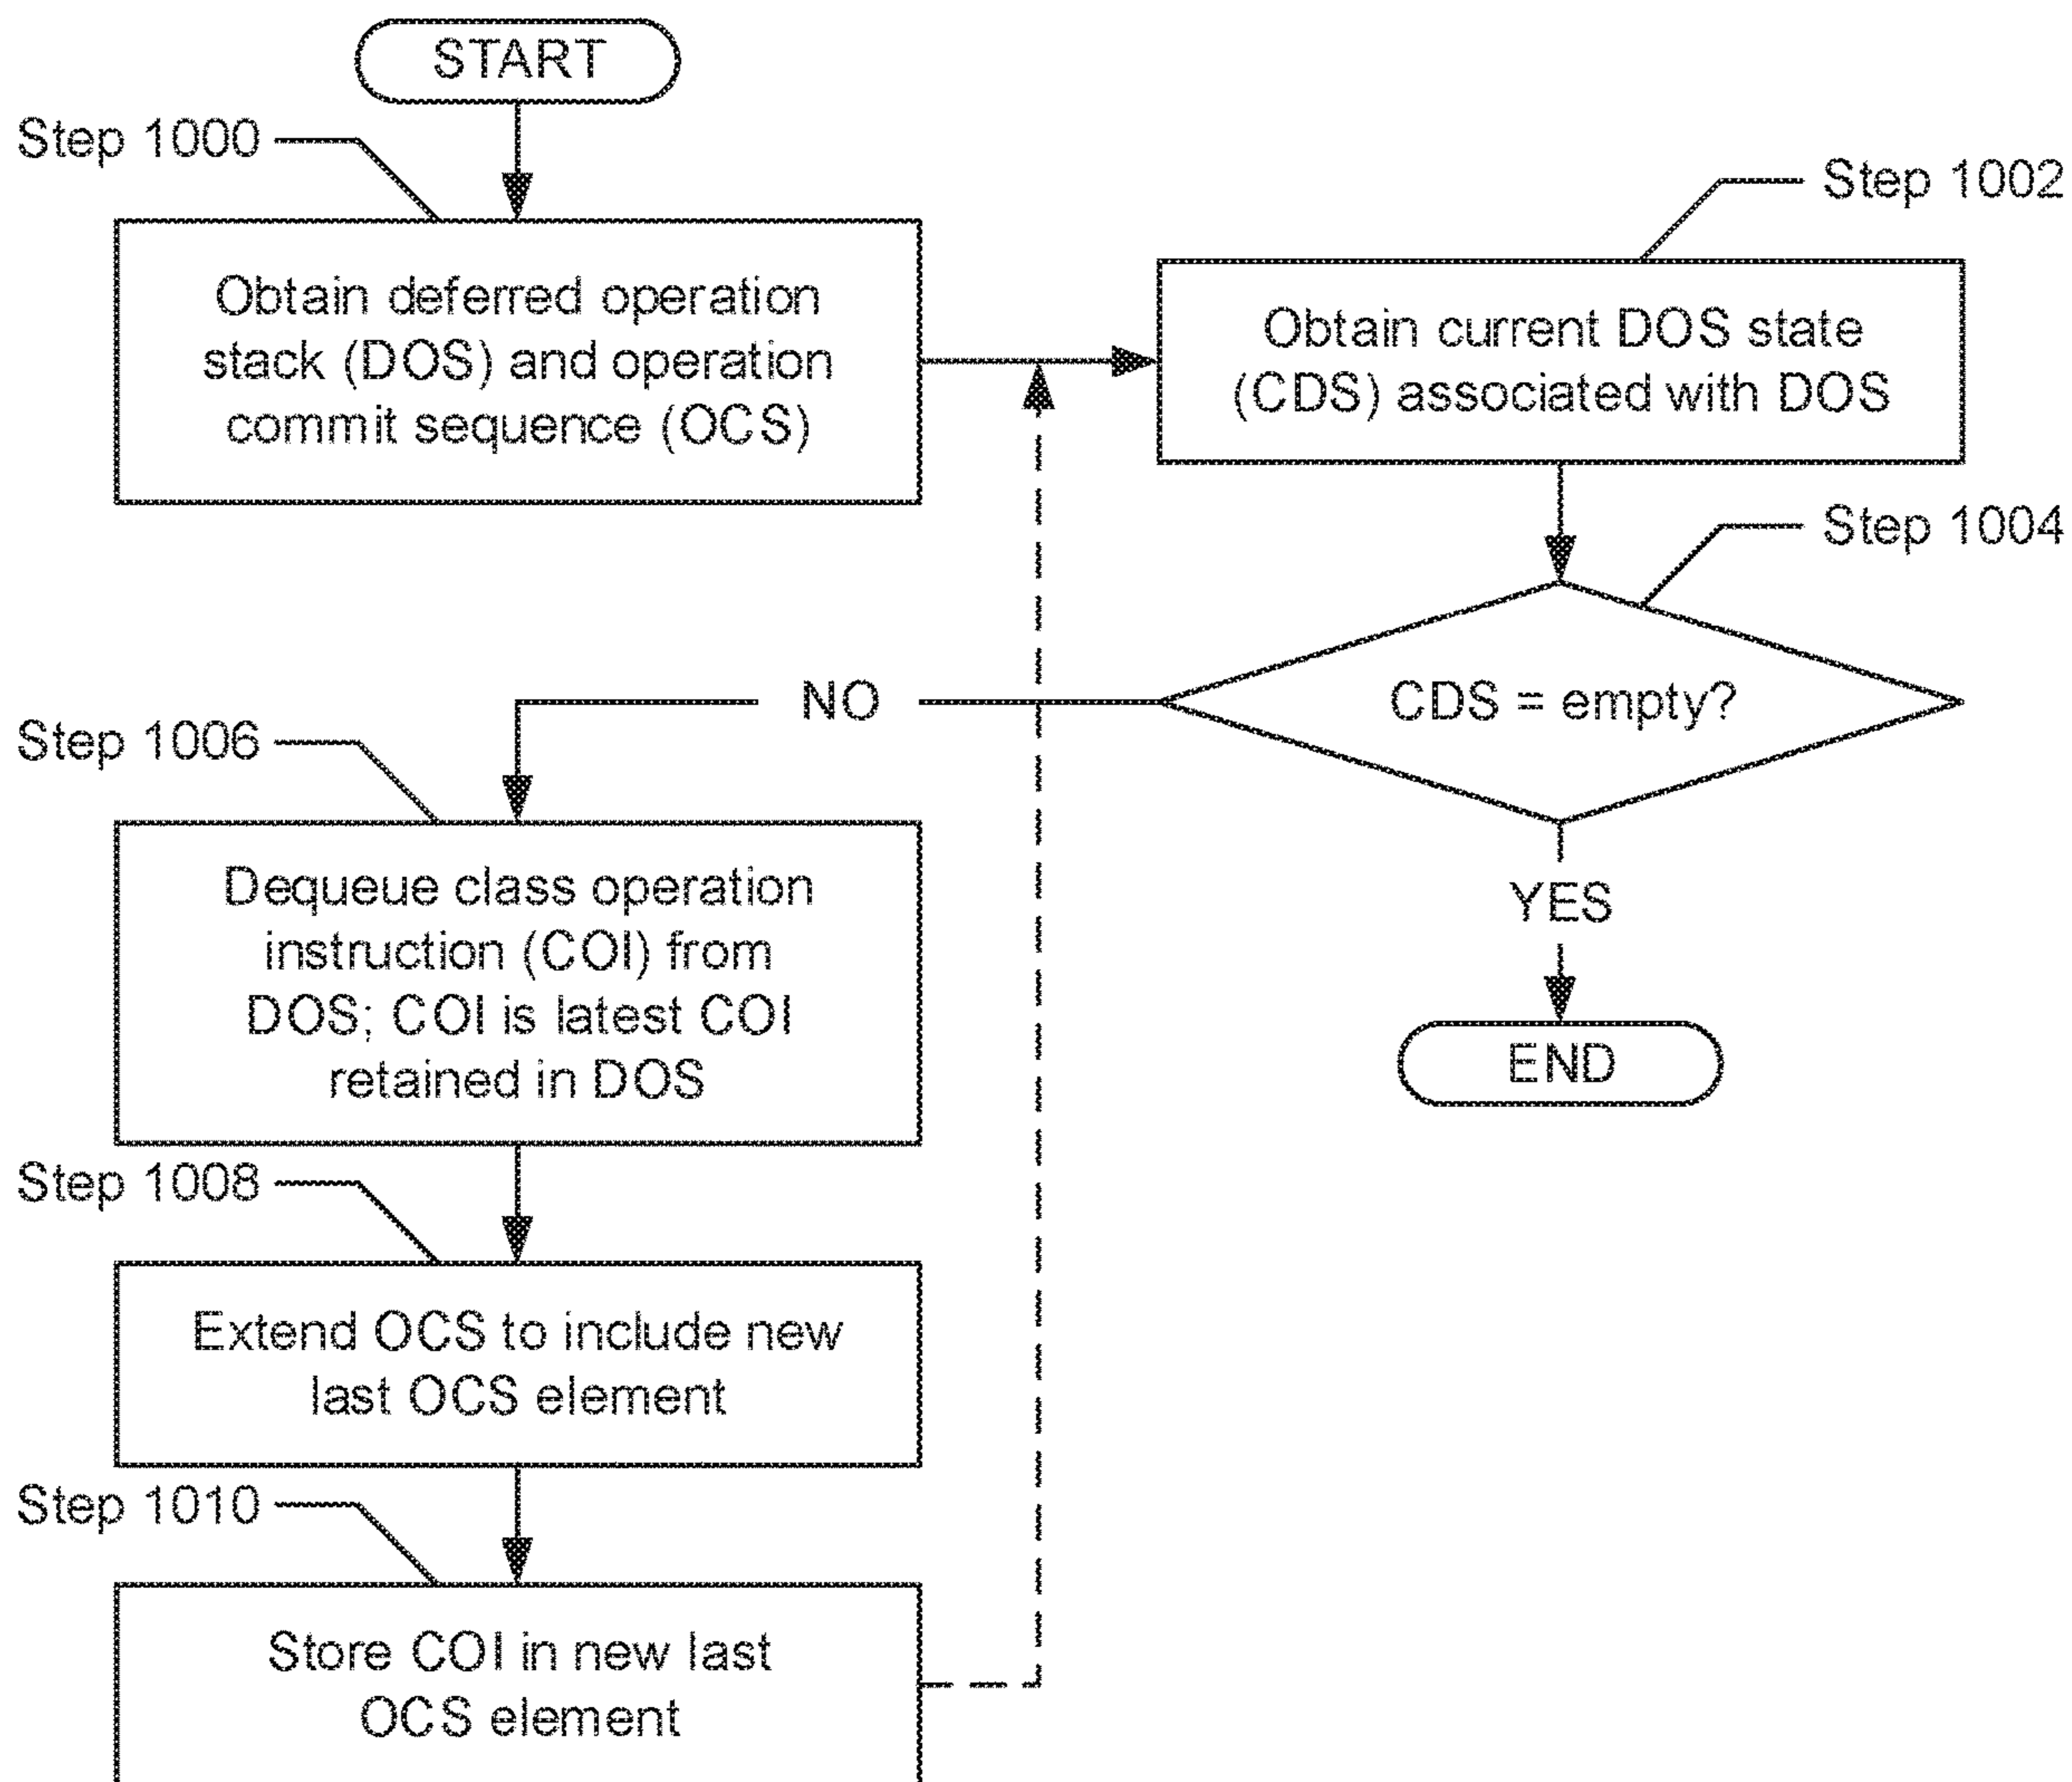 START
Step 1000
Obtain deferred operation
stack (DOS) and operation
commit sequence (OCS)
Step 1002
Obtain current DOS state
(CDS) associated with DOS
Step 1004
CDS = empty?
NO
YES
END
Step 1006
Dequeue class operation
instruction (COI) from
DOS; COI is latest COI
retained in DOS
Step 1008
Extend OCS to include new
last OCS element
Step 1010
Store COI in new last
OCS element